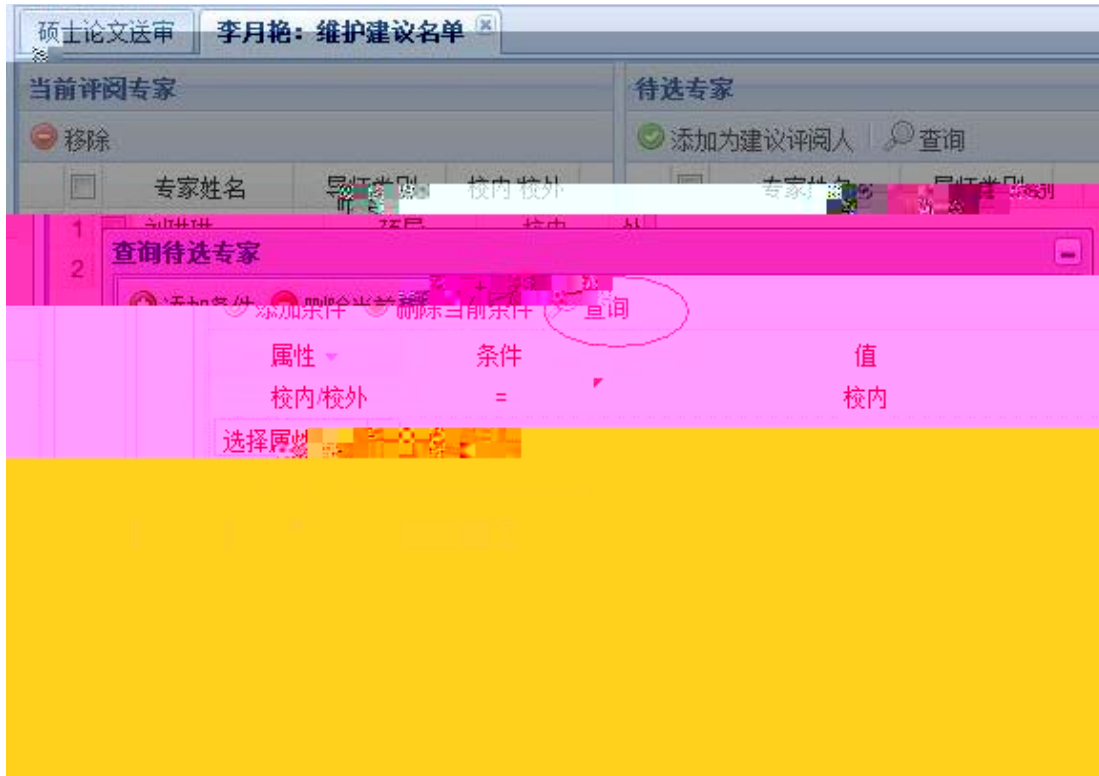 硕士论文送审 李月艳：维护建议名单
当前评阅专家 待选专家
移除 添加为建议评阅人 查询
专家姓名 导师类别 校内/校外 专家姓名
1
2 查询待选专家
添加条件 删除当前条件 查询
属性 条件 值
校内/校外 = 校内
选择属性